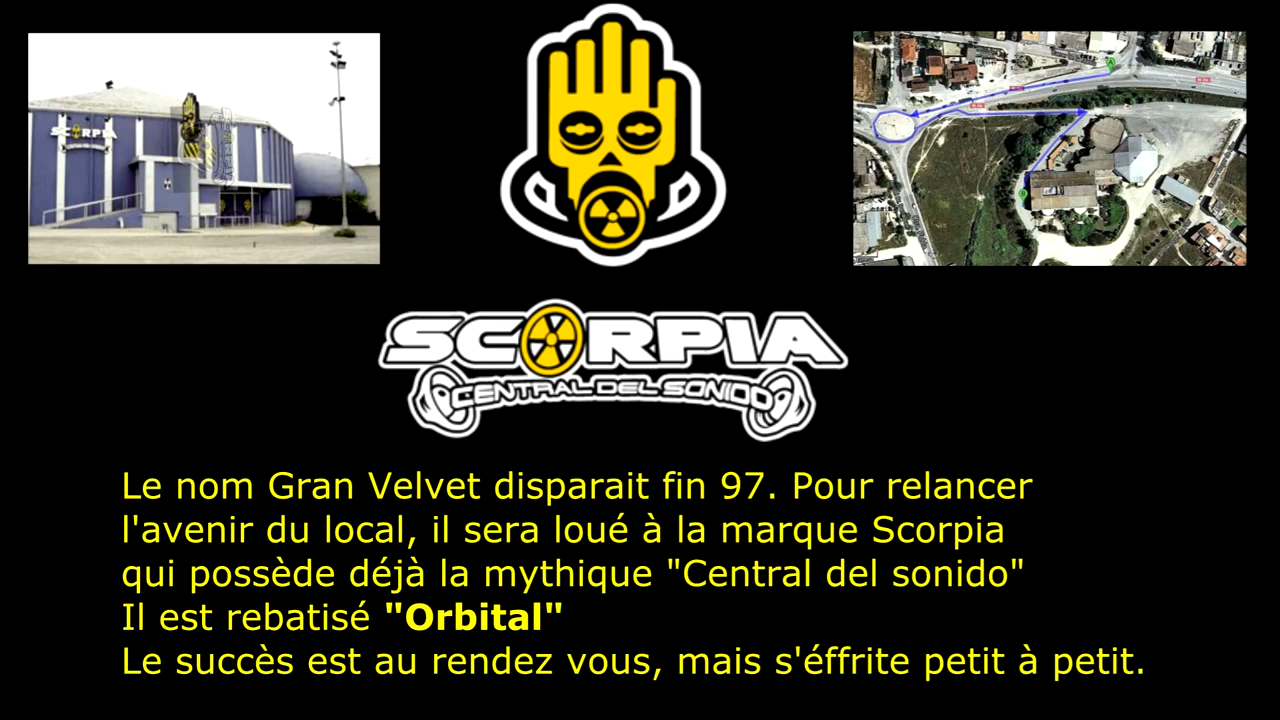 SCORPIA
SCORPIA
CENTRAL DEL SONIDO
Le nom Gran Velvet disparait fin 97. Pour relancer
l'avenir du local, il sera loué à la marque Scorpia
qui possède déjà la mythique "Central del sonido"
Il est rebatisé "Orbital"
Le succès est au rendez vous, mais s'éffrite petit à petit.